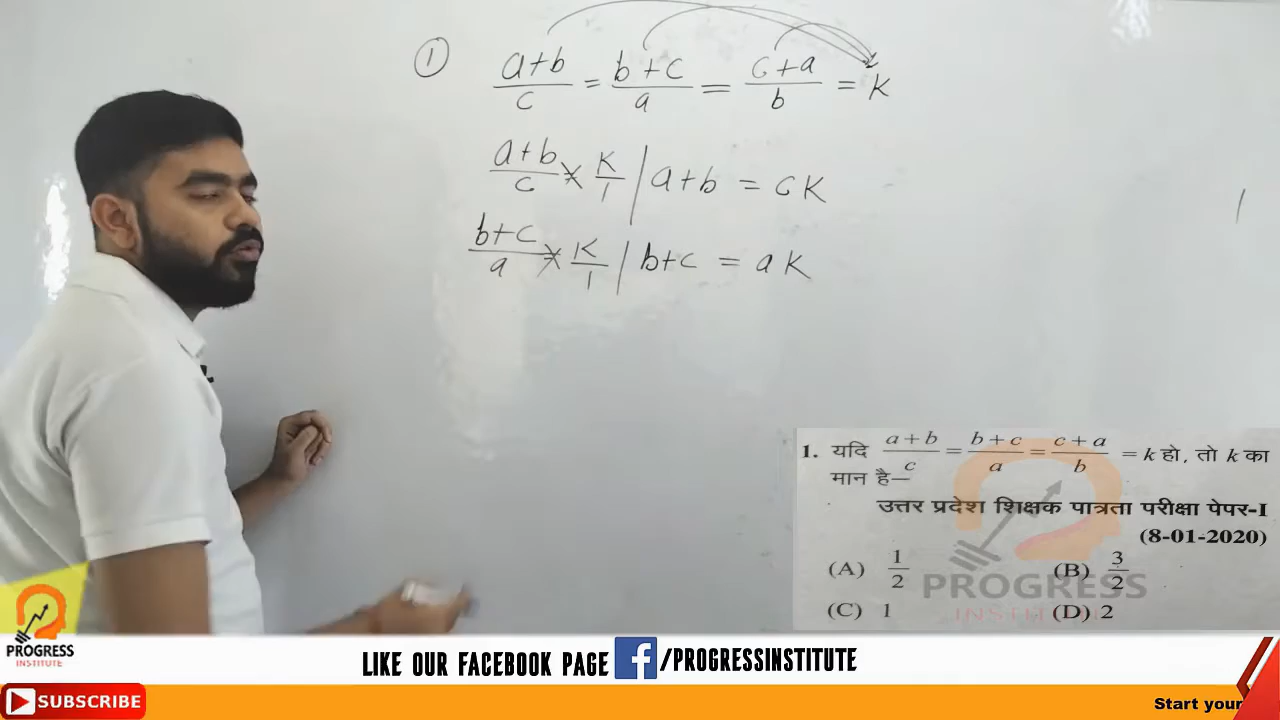 ① a+b/c = b+c/a = c+a/b = k
a+b/c × K/1 | a+b = cK
b+c/a × K/1 | b+c = aK
1. यदि a+b/c = b+c/a = c+a/b = k हो, तो k का
मान है–
उत्तर प्रदेश शिक्षक पात्रता परीक्षा पेपर-I
(8-01-2020)
(A) 1/2 (B) 3/2
(C) 1 (D) 2
PROGRESS
PROGRESS
INSTITUTE
LIKE OUR FACEBOOK PAGE f/PROGRESSINSTITUTE
SUBSCRIBE
Start your